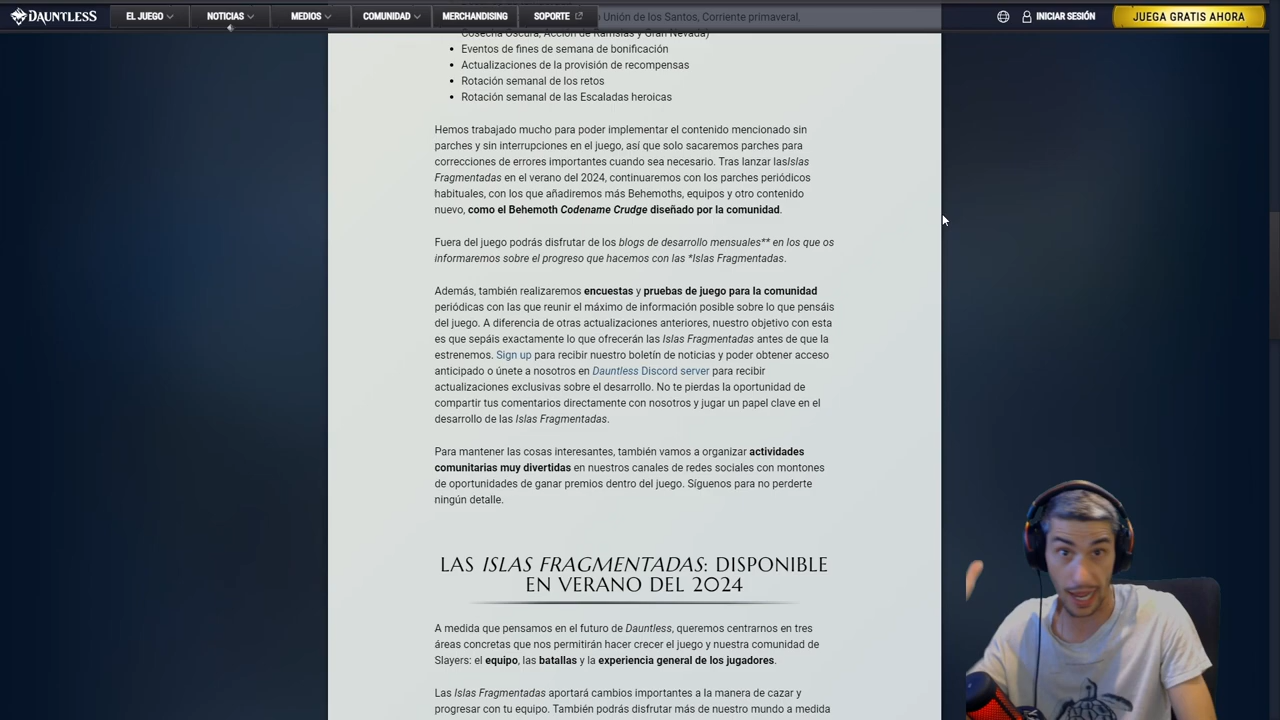 DAUNTLESS
EL JUEGO
NOTICIAS
MEDIOS
COMUNIDAD
MERCHANDISING
SOPORTE
INICIAR SESIÓN
JUEGA GRATIS AHORA
Unión de los Santos, Corriente primaveral,
Cosecha Oscura, Acción de Ramsias y Gran Nevada)
• Eventos de fines de semana de bonificación
• Actualizaciones de la provisión de recompensas
• Rotación semanal de los retos
• Rotación semanal de las Escaladas heroicas
Hemos trabajado mucho para poder implementar el contenido mencionado sin
parches y sin interrupciones en el juego, así que solo sacaremos parches para
correcciones de errores importantes cuando sea necesario. Tras lanzar lasIslas
Fragmentadas en el verano del 2024, continuaremos con los parches periódicos
habituales, con los que añadiremos más Behemoths, equipos y otro contenido
nuevo, como el Behemoth Codename Crudge diseñado por la comunidad.
Fuera del juego podrás disfrutar de los blogs de desarrollo mensuales** en los que os
informaremos sobre el progreso que hacemos con las *Islas Fragmentadas.
Además, también realizaremos encuestas y pruebas de juego para la comunidad
periódicas con las que reunir el máximo de información posible sobre lo que pensáis
del juego. A diferencia de otras actualizaciones anteriores, nuestro objetivo con esta
es que sepáis exactamente lo que ofrecerán las Islas Fragmentadas antes de que la
estrenemos. Sign up para recibir nuestro boletín de noticias y poder obtener acceso
anticipado o únete a nosotros en Dauntless Discord server para recibir
actualizaciones exclusivas sobre el desarrollo. No te pierdas la oportunidad de
compartir tus comentarios directamente con nosotros y jugar un papel clave en el
desarrollo de las Islas Fragmentadas.
Para mantener las cosas interesantes, también vamos a organizar actividades
comunitarias muy divertidas en nuestros canales de redes sociales con montones
de oportunidades de ganar premios dentro del juego. Síguenos para no perderte
ningún detalle.
LAS ISLAS FRAGMENTADAS: DISPONIBLE
EN VERANO DEL 2024
A medida que pensamos en el futuro de Dauntless, queremos centrarnos en tres
áreas concretas que nos permitirán hacer crecer el juego y nuestra comunidad de
Slayers: el equipo, las batallas y la experiencia general de los jugadores.
Las Islas Fragmentadas aportará cambios importantes a la manera de cazar y
progresar con tu equipo. También podrás disfrutar más de nuestro mundo a medida